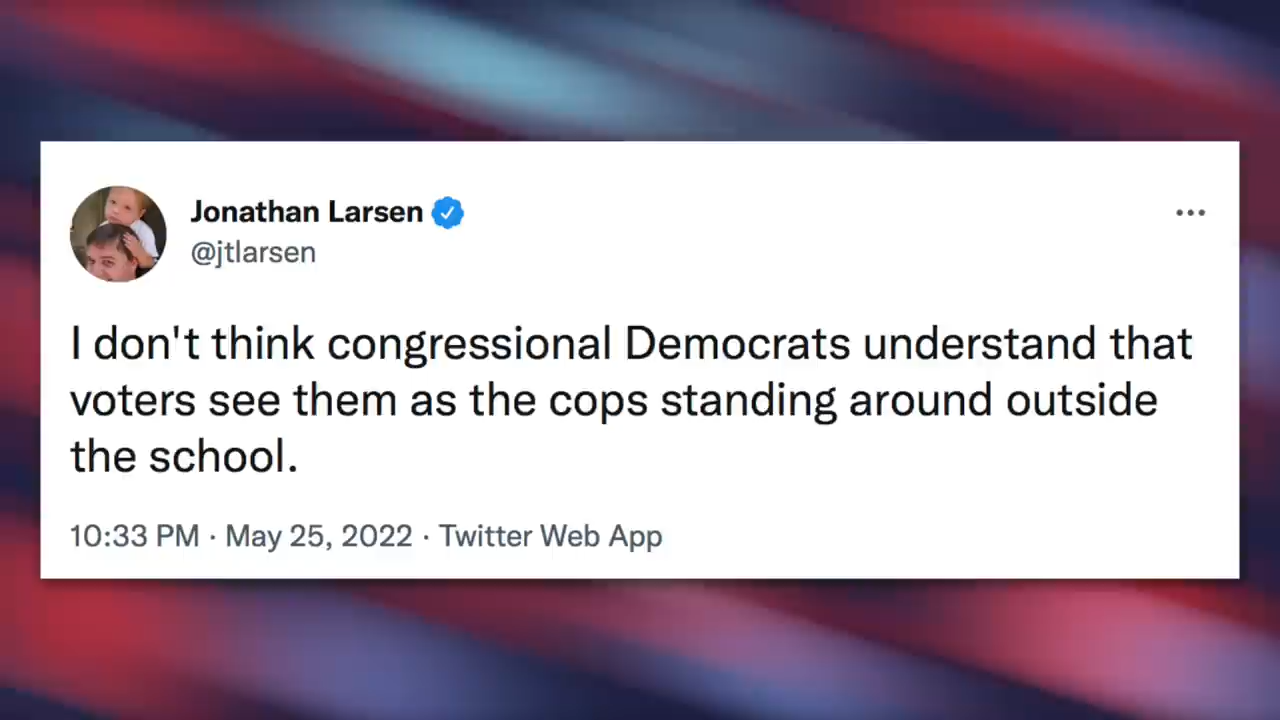 Jonathan Larsen
@jtlarsen
I don't think congressional Democrats understand that
voters see them as the cops standing around outside
the school.
10:33 PM · May 25, 2022 · Twitter Web App